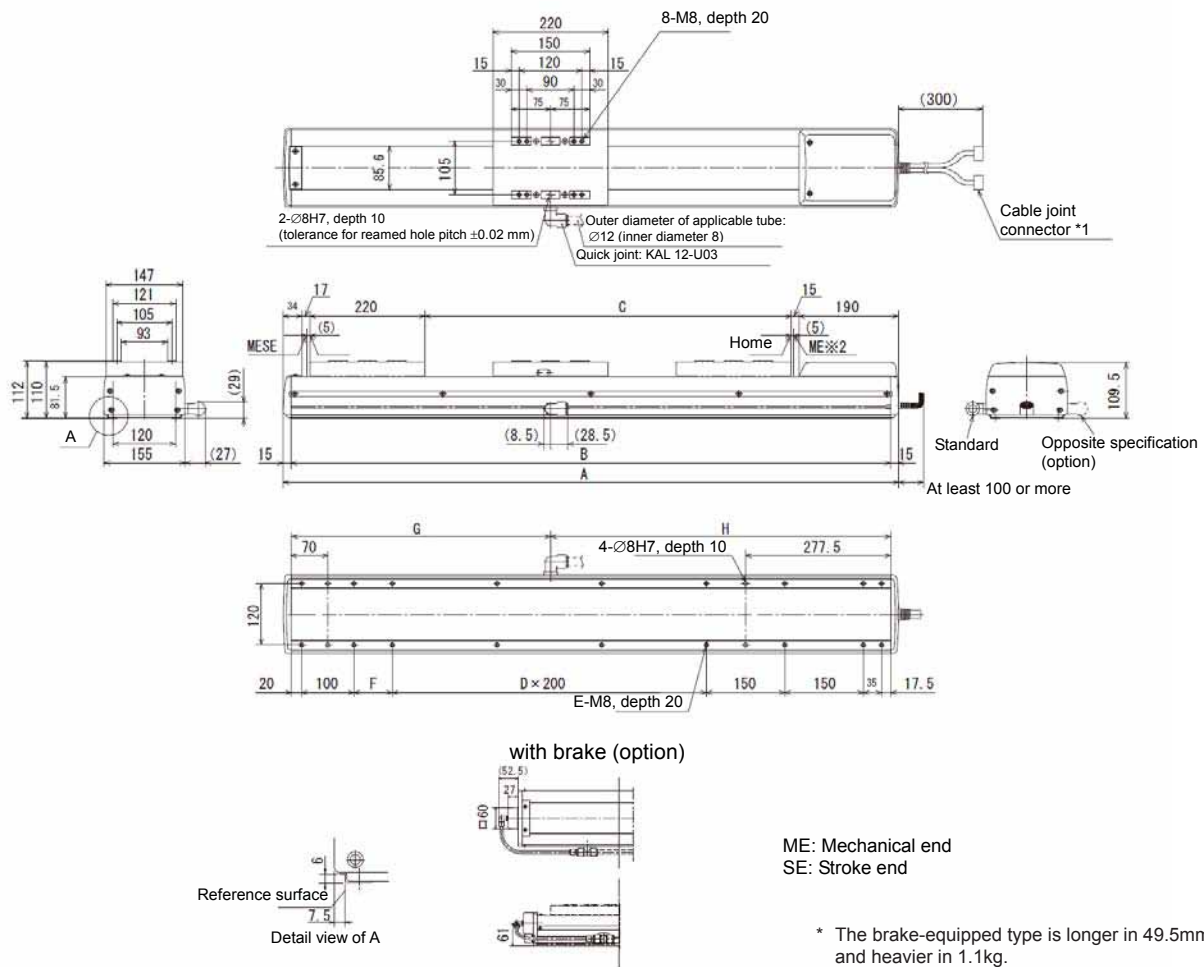 220
8-M8, depth 20
150
15 120 15
30 90 30
75 75
(300)
85.6
105
2-∅8H7, depth 10
(tolerance for reamed hole pitch ±0.02 mm)
Outer diameter of applicable tube:
∅12 (inner diameter 8)
Quick joint: KAL 12-U03
Cable joint
connector *1
147
121
105
93
112
110
81.5
(29)
A
120
155
(27)
34
17
220
C
15
190
(5)
MESE
Home
(5)
ME※2
(8.5) (28.5)
15
B
15
A
At least 100 or more
109.5
Standard
Opposite specification
(option)
G
H
70
4-∅8H7, depth 10
277.5
120
20 100 F D×200 150 150 35 17.5
E-M8, depth 20
with brake (option)
(52.5)
27
□60
61
6
Reference surface
7.5
Detail view of A
ME: Mechanical end
SE: Stroke end
* The brake-equipped type is longer in 49.5mm
and heavier in 1.1kg.